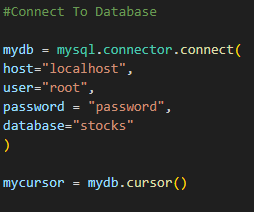 #Connect To Database
mydb = mysql.connector.connect(
host="localhost",
user="root",
password = "password",
database="stocks"
)
mycursor = mydb.cursor()